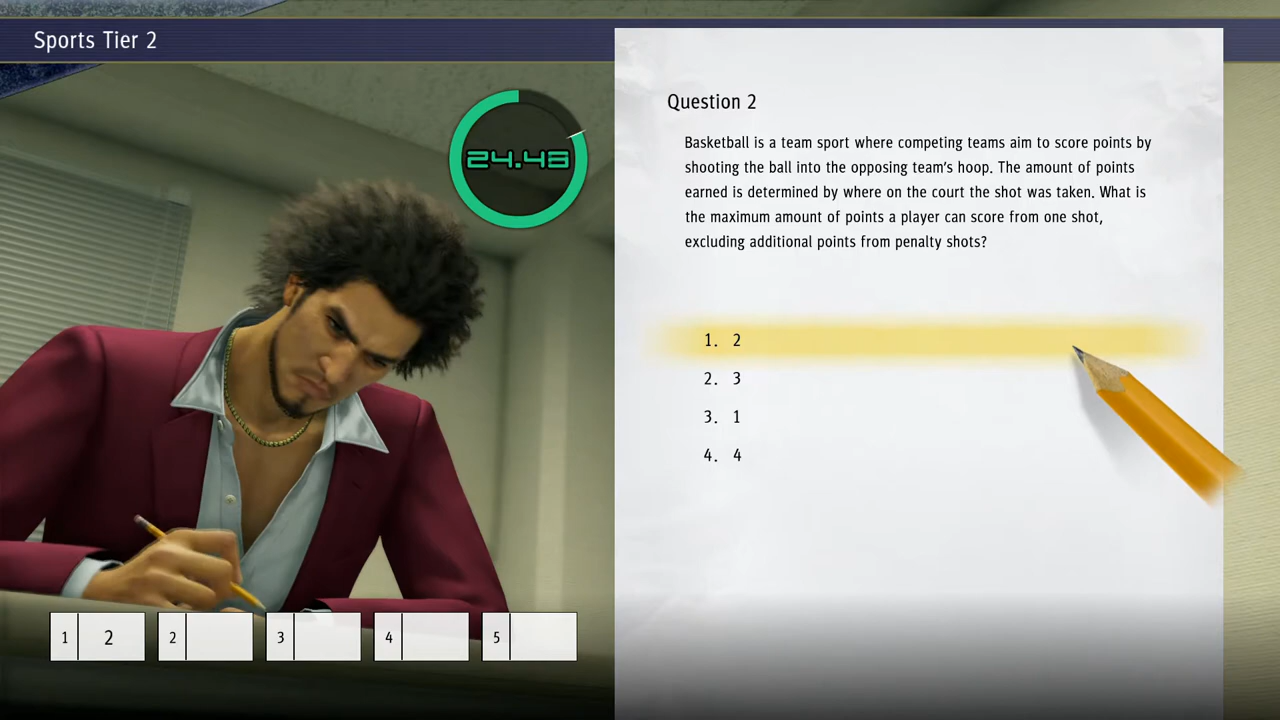 Sports Tier 2
24.48
Question 2
Basketball is a team sport where competing teams aim to score points by
shooting the ball into the opposing team's hoop. The amount of points
earned is determined by where on the court the shot was taken. What is
the maximum amount of points a player can score from one shot,
excluding additional points from penalty shots?
1. 2
2. 3
3. 1
4. 4
1 2 2 3 4 5